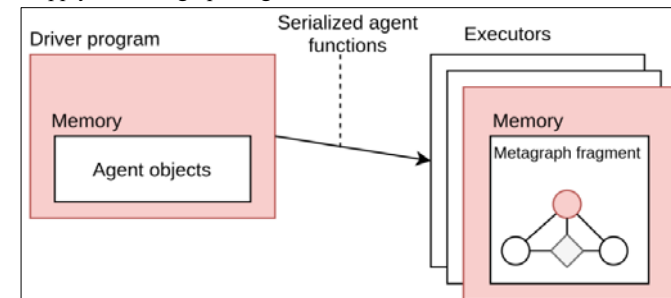 Driver program
Serialized agent
functions
Executors
Memory
Agent objects
Memory
Metagraph fragment